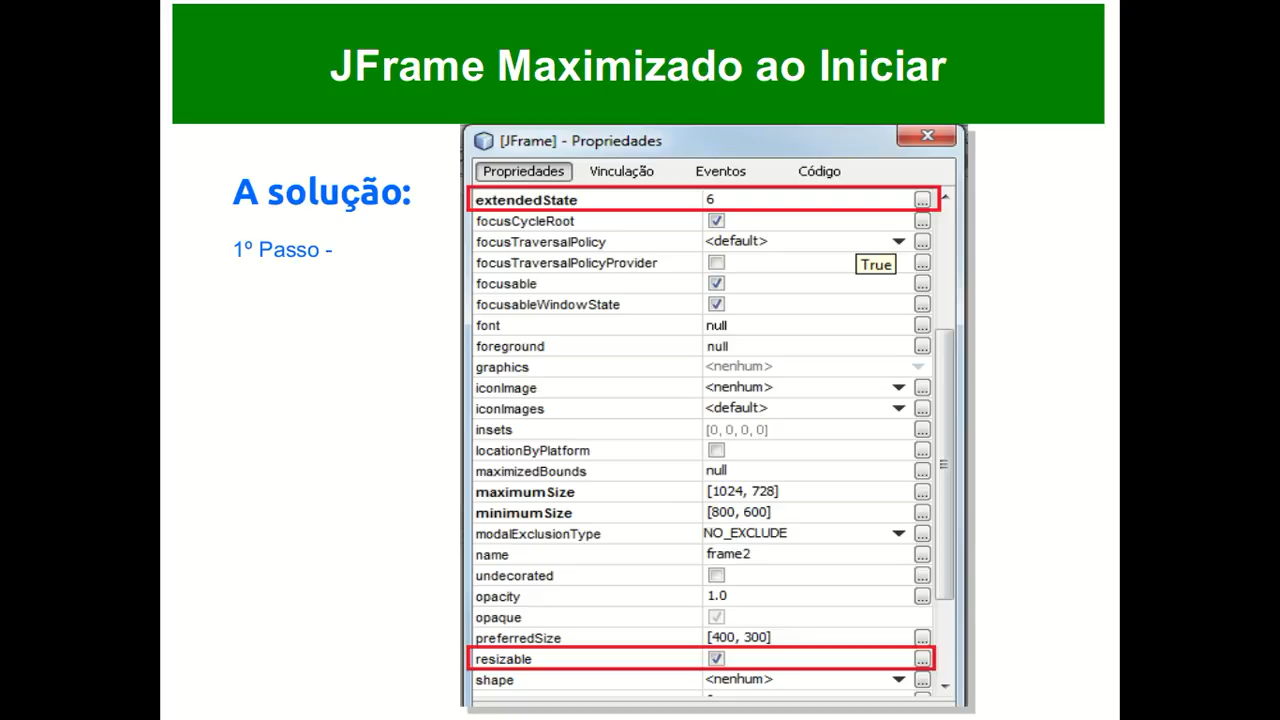 JFrame Maximizado ao Iniciar
A solução:
1º Passo -
[JFrame] - Propriedades
Propriedades Vinculação Eventos Código
extendedState 6
focusCycleRoot
focusTraversalPolicy <default>
focusTraversalPolicyProvider
True
focusable
focusableWindowState
font null
foreground null
graphics <nenhum>
iconImage <nenhum>
iconImages <default>
insets [0, 0, 0, 0]
locationByPlatform
maximizedBounds null
maximumSize [1024, 728]
minimumSize [800, 600]
modalExclusionType NO_EXCLUDE
name frame2
undecorated
opacity 1.0
opaque
preferredSize [400, 300]
resizable
shape <nenhum>